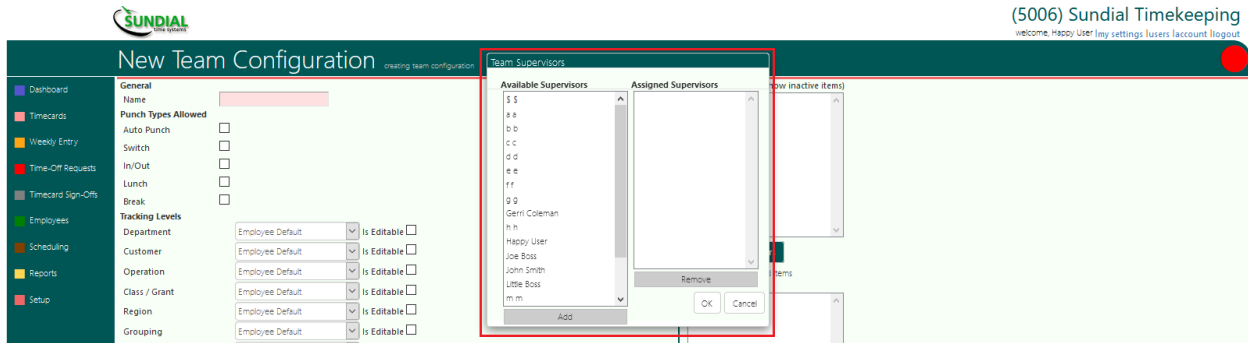 SUNDIAL
time systems
(5006) Sundial Timekeeping
welcome, Happy User |my settings |users |account |logout
New Team Configuration creating team configuration
Dashboard
Timecards
Weekly Entry
Time-Off Requests
Timecard Sign-Offs
Employees
Scheduling
Reports
Setup
General
Name
Punch Types Allowed
Auto Punch
Switch
In/Out
Lunch
Break
Tracking Levels
Department Employee Default Is Editable
Customer Employee Default Is Editable
Operation Employee Default Is Editable
Class / Grant Employee Default Is Editable
Region Employee Default Is Editable
Grouping Employee Default Is Editable
Team Supervisors
Available Supervisors
$ $
a a
b b
c c
d d
e e
f f
g g
Gerri Coleman
h h
Happy User
Joe Boss
John Smith
Little Boss
m m
Add
Assigned Supervisors
Remove
OK Cancel
how inactive items)
items